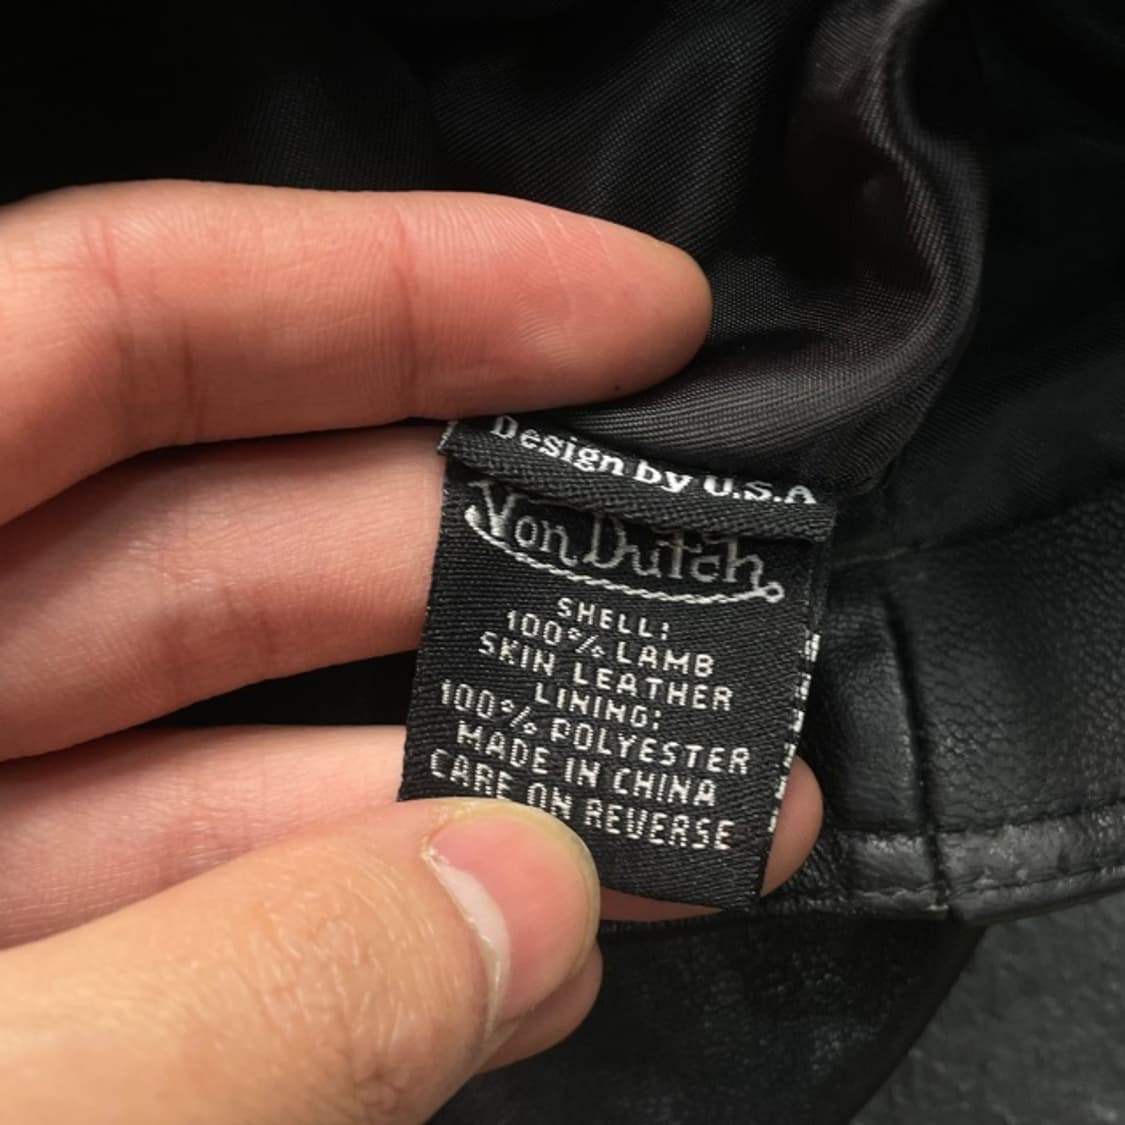 Design by U.S.A
Von Dutch
SHELL:
100% LAMB
SKIN LEATHER
LINING:
100% POLYESTER
MADE IN CHINA
CARE ON REVERSE